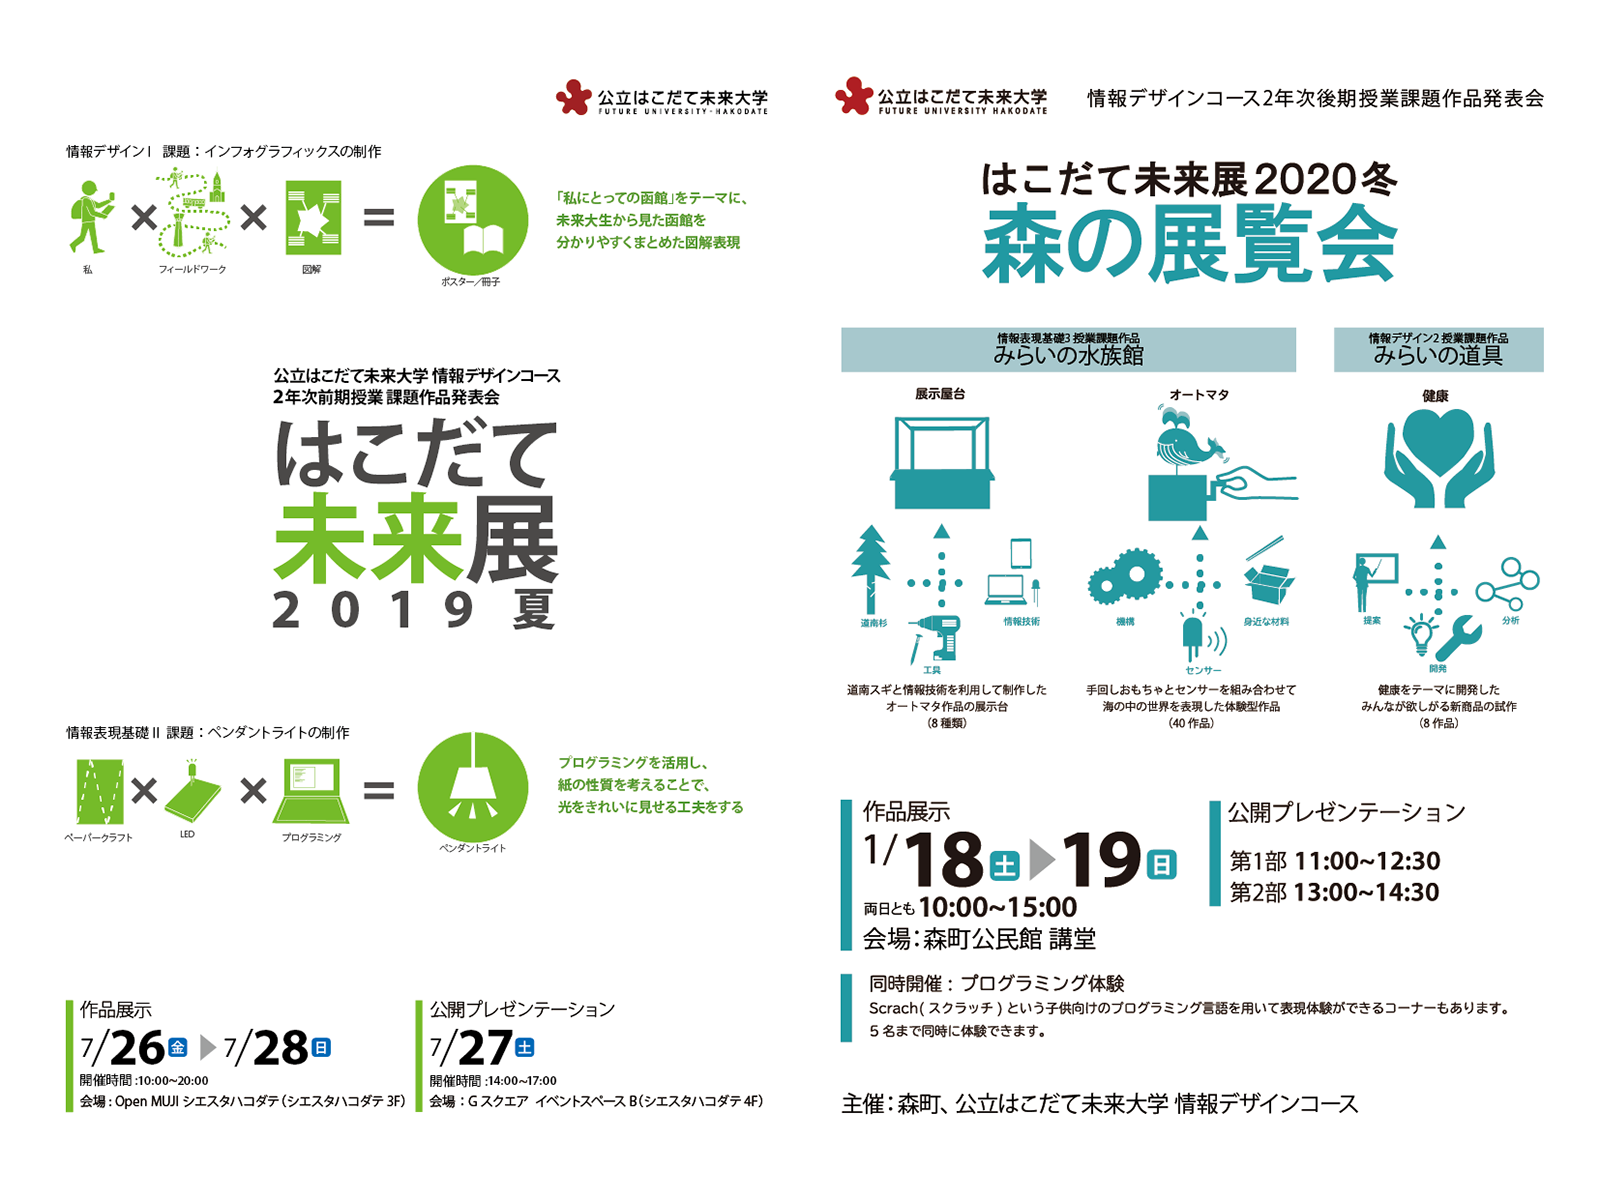 公立はこだて未来大学
FUTURE UNIVERSITY-HAKODATE
情報デザインI 課題：インフォグラフィックスの制作
私
フィールドワーク
図解
ポスター／冊子
「私にとっての函館」をテーマに、
未来大生から見た函館を
分かりやすくまとめた図解表現
公立はこだて未来大学 情報デザインコース
2年次前期授業 課題作品発表会
はこだて
未来展
2019夏
情報表現基礎II 課題：ペンダントライトの制作
ペーパークラフト
LED
プログラミング
ペンダントライト
プログラミングを活用し、
紙の性質を考えることで、
光をきれいに見せる工夫をする
作品展示
7/26金▶7/28日
開催時間:10:00~20:00
会場:Open MUJI シエスタハコダテ(シエスタハコダテ3F)
公開プレゼンテーション
7/27土
開催時間:14:00~17:00
会場：Gスクエア イベントスペースB(シエスタハコダテ4F)
公立はこだて未来大学
FUTURE UNIVERSITY HAKODATE
情報デザインコース2年次後期授業課題作品発表会
はこだて未来展2020冬
森の展覧会
情報表現基礎3 授業課題作品
みらいの水族館
展示屋台
道南杉
情報技術
工具
道南スギと情報技術を利用して制作した
オートマタ作品の展示台
(8種類)
オートマタ
機構
身近な材料
センサー
手回しおもちゃとセンサーを組み合わせて
海の中の世界を表現した体験型作品
(40作品)
情報デザイン2 授業課題作品
みらいの道具
健康
提案
分析
開発
健康をテーマに開発した
みんなが欲しがる新商品の試作
(8作品)
作品展示
1/18土▶19日
両日とも10:00~15:00
会場：森町公民館 講堂
公開プレゼンテーション
第1部 11:00~12:30
第2部 13:00~14:30
同時開催：プログラミング体験
Scrach(スクラッチ)という子供向けのプログラミング言語を用いて表現体験ができるコーナーもあります。
5名まで同時に体験できます。
主催：森町、公立はこだて未来大学 情報デザインコース